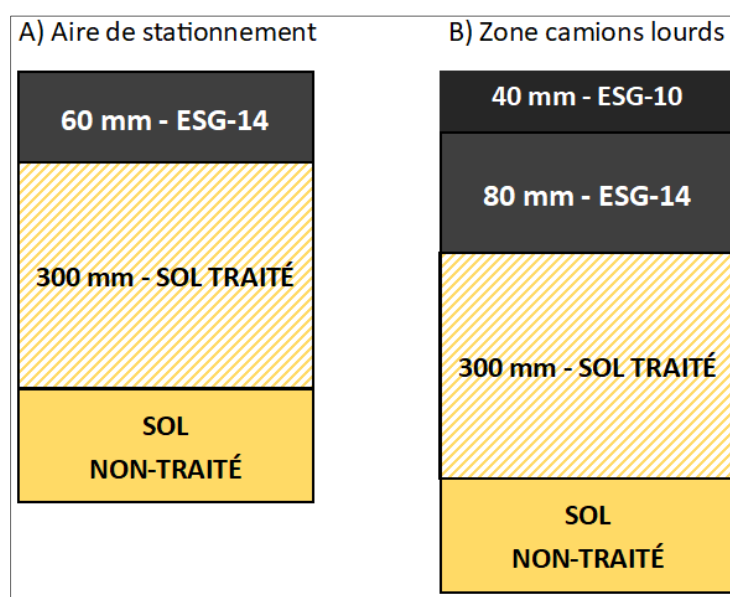 A) Aire de stationnement
60 mm - ESG-14
300 mm - SOL TRAITÉ
SOL
NON-TRAITÉ
B) Zone camions lourds
40 mm - ESG-10
80 mm - ESG-14
300 mm - SOL TRAITÉ
SOL
NON-TRAITÉ